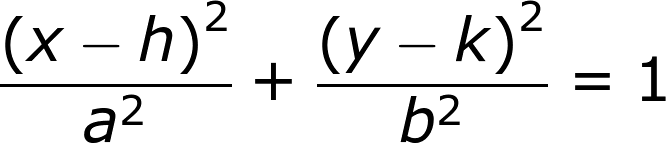 (x − h)²/a² + (y − k)²/b² = 1